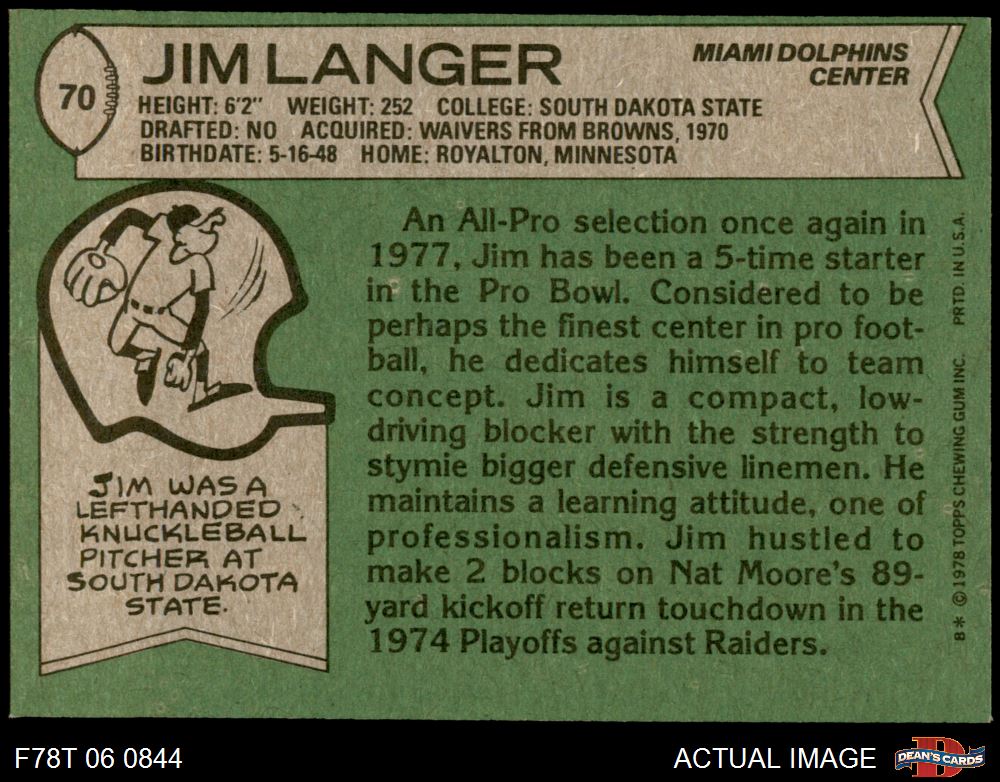 70
JIM LANGER
MIAMI DOLPHINS
CENTER
HEIGHT: 6'2" WEIGHT: 252 COLLEGE: SOUTH DAKOTA STATE
DRAFTED: NO ACQUIRED: WAIVERS FROM BROWNS, 1970
BIRTHDATE: 5-16-48 HOME: ROYALTON, MINNESOTA
JIM WAS A
LEFTHANDED
KNUCKLEBALL
PITCHER AT
SOUTH DAKOTA
STATE.
An All-Pro selection once again in
1977, Jim has been a 5-time starter
in the Pro Bowl. Considered to be
perhaps the finest center in pro foot-
ball, he dedicates himself to team
concept. Jim is a compact, low-
driving blocker with the strength to
stymie bigger defensive linemen. He
maintains a learning attitude, one of
professionalism. Jim hustled to
make 2 blocks on Nat Moore's 89-
yard kickoff return touchdown in the
1974 Playoffs against Raiders.
B* © 1978 TOPPS CHEWING GUM INC. PRTD. IN U.S.A.
F78T 06 0844
ACTUAL IMAGE
D
DEAN'S CARDS